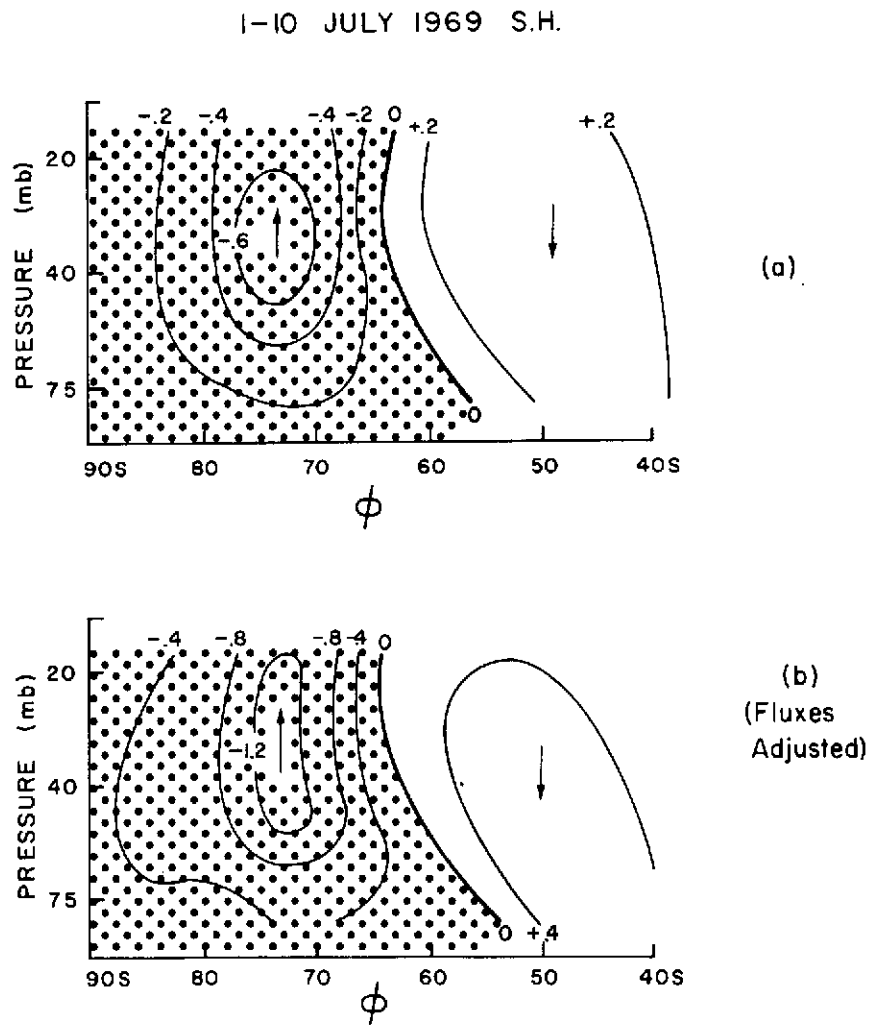 1-10 JULY 1969 S.H.
-.2 -.4 -.4 -.2 0 +.2 +.2
20
40
75
PRESSURE (mb)
-.6
0
(a)
90S 80 70 60 50 40S
ϕ
-.4 -.8 -.8 -.4 0
20
40
75
PRESSURE (mb)
-1.2
0 +.4
(b)
(Fluxes
Adjusted)
90S 80 70 60 50 40S
ϕ